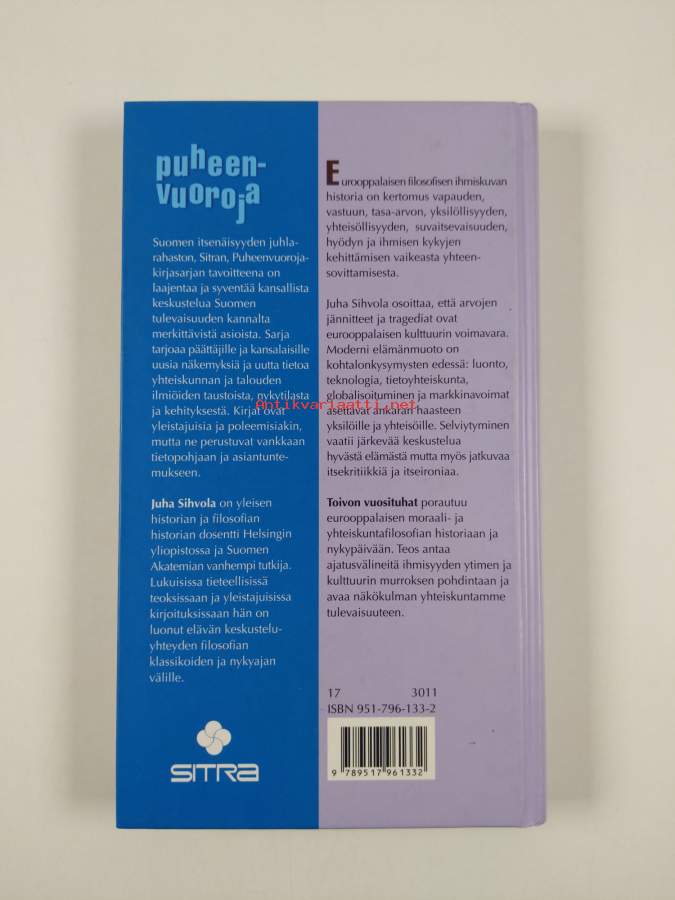 puheen-
vuoroja
Suomen itsenäisyyden juhla-
rahaston, Sitran, Puheenvuoroja-
kirjasarjan tavoitteena on
laajentaa ja syventää kansallista
keskustelua Suomen
tulevaisuuden kannalta
merkittävistä asioista. Sarja
tarjoaa päättäjille ja kansalaisille
uusia näkemyksiä ja uutta tietoa
yhteiskunnan ja talouden
ilmiöiden taustoista, nykytilasta
ja kehityksestä. Kirjat ovat
yleistajuisia ja poleemisiakin,
mutta ne perustuvat vankkaan
tietopohjaan ja asiantunte-
mukseen.
Juha Sihvola on yleisen
historian ja filosofian
historian dosentti Helsingin
yliopistossa ja Suomen
Akatemian vanhempi tutkija.
Lukuisissa tieteellisissä
teoksissaan ja yleistajuisissa
kirjoituksissaan hän on
luonut elävän keskustelu-
yhteyden filosofian
klassikoiden ja nykyajan
välille.
SITRA
Eurooppalaisen filosofisen ihmiskuvan
historia on kertomus vapauden,
vastuun, tasa-arvon, yksilöllisyyden,
yhteisöllisyyden, suvaitsevaisuuden,
hyödyn ja ihmisen kykyjen
kehittämisen vaikeasta yhteen-
sovittamisesta.
Juha Sihvola osoittaa, että arvojen
jännitteet ja tragediat ovat
eurooppalaisen kulttuurin voimavara.
Moderni elämänmuoto on
kohtalonkysymysten edessä: luonto,
teknologia, tietoyhteiskunta,
globalisoituminen ja markkinavoimat
asettavat ankaran haasteen
yksilöille ja yhteisöille. Selviytyminen
vaatii järkevää keskustelua
hyvästä elämästä mutta myös jatkuvaa
itsekritiikkiä ja itseironiaa.
Toivon vuosituhat porautuu
eurooppalaisen moraali- ja
yhteiskuntafilosofian historiaan ja
nykypäivään. Teos antaa
ajatusvälineitä ihmisyyden ytimen ja
kulttuurin murroksen pohdintaan ja
avaa näkökulman yhteiskuntamme
tulevaisuuteen.
17 3011
ISBN 951-796-133-2
9 789517 961332
Antikvariaatti.net